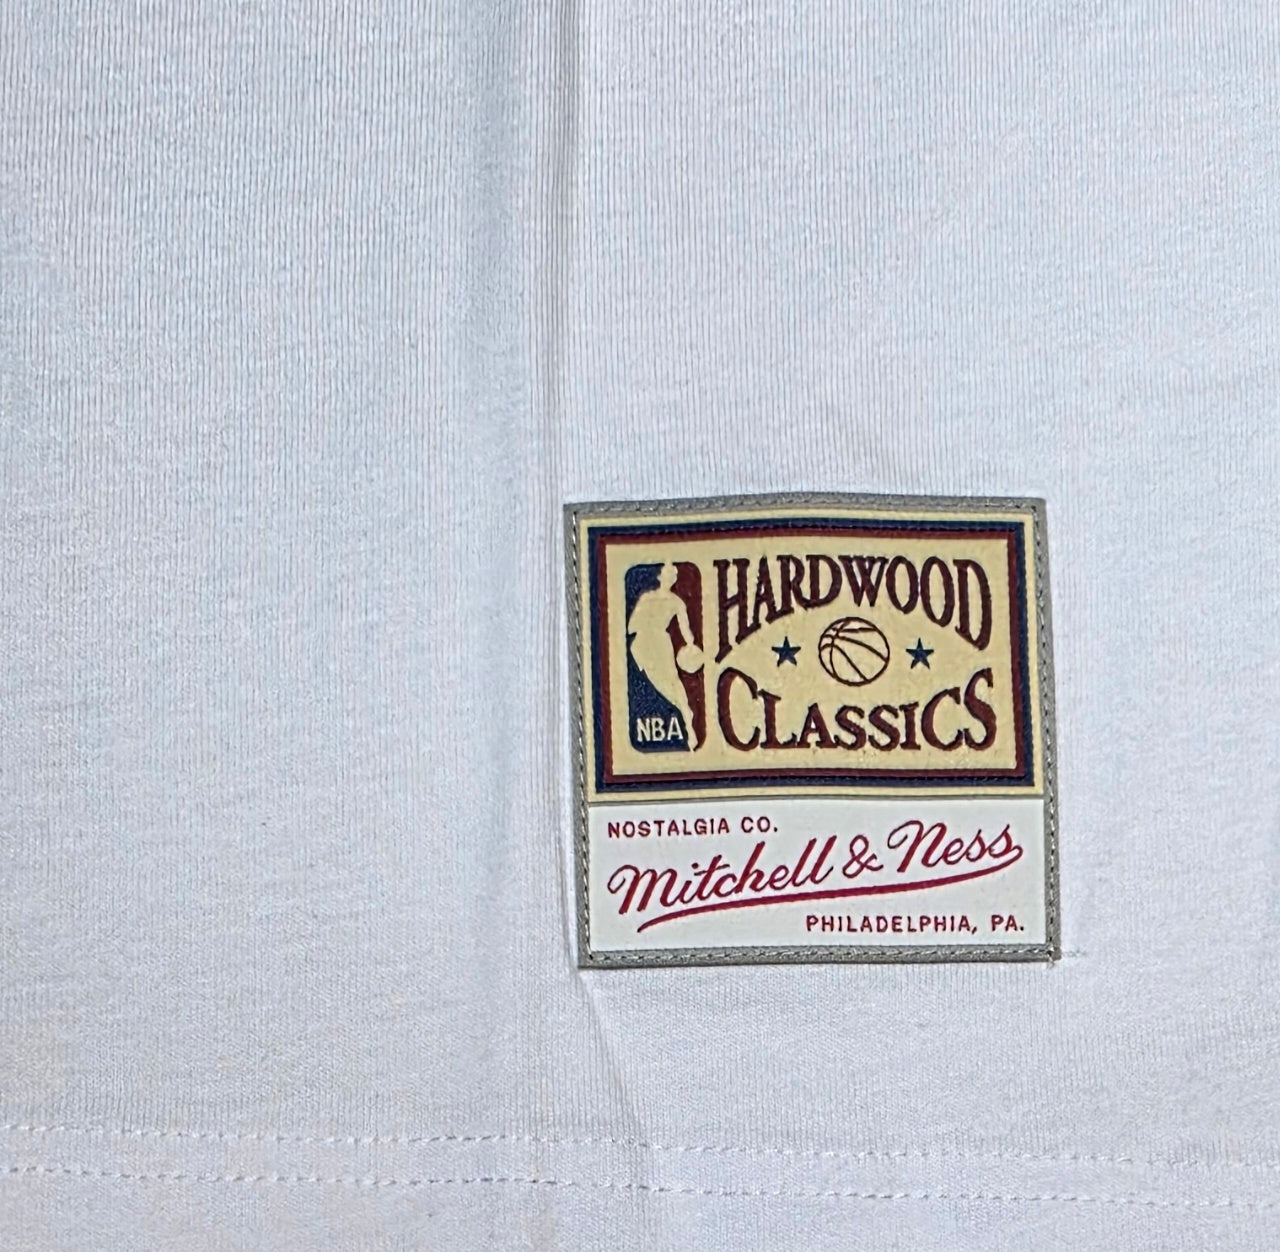 HARDWOOD
CLASSICS
NBA
NOSTALGIA CO.
Mitchell & Ness
PHILADELPHIA, PA.